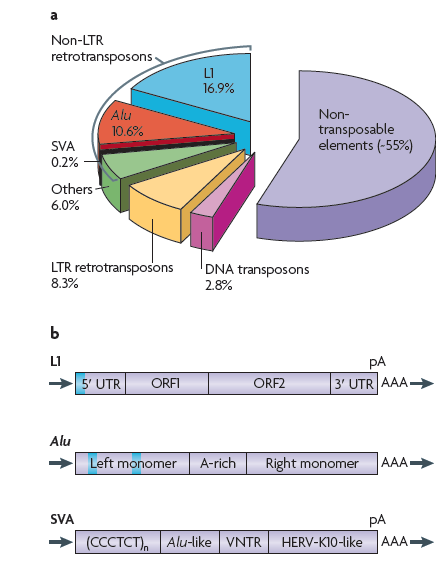 a
Non-LTR
retrotransposons
L1
16.9%
Alu
10.6%
SVA
0.2%
Others
6.0%
LTR retrotransposons
8.3%
DNA transposons
2.8%
Non-
transposable
elements (~55%)
b
L1
pA
5′ UTR ORF1 ORF2 3′ UTR AAA
Alu
Left monomer A-rich Right monomer AAA
SVA
pA
(CCCTCT)n Alu-like VNTR HERV-K10-like AAA